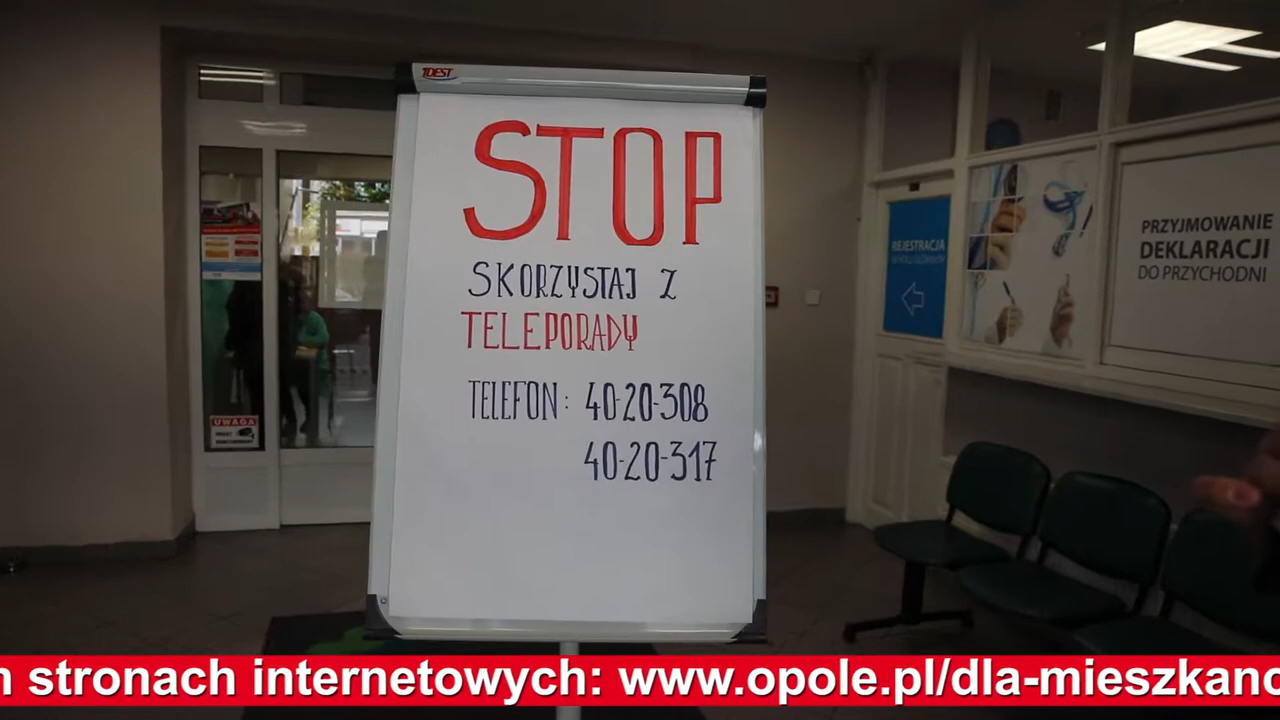 STOP
SKORZYSTAJ Z
TELEPORADY
TELEFON: 40-20-308
40-20-317
REJESTRACJA
PRZYJMOWANIE
DEKLARACJI
DO PRZYCHODNI
UWAGA
stronach internetowych: www.opole.pl/dla-mieszkanc